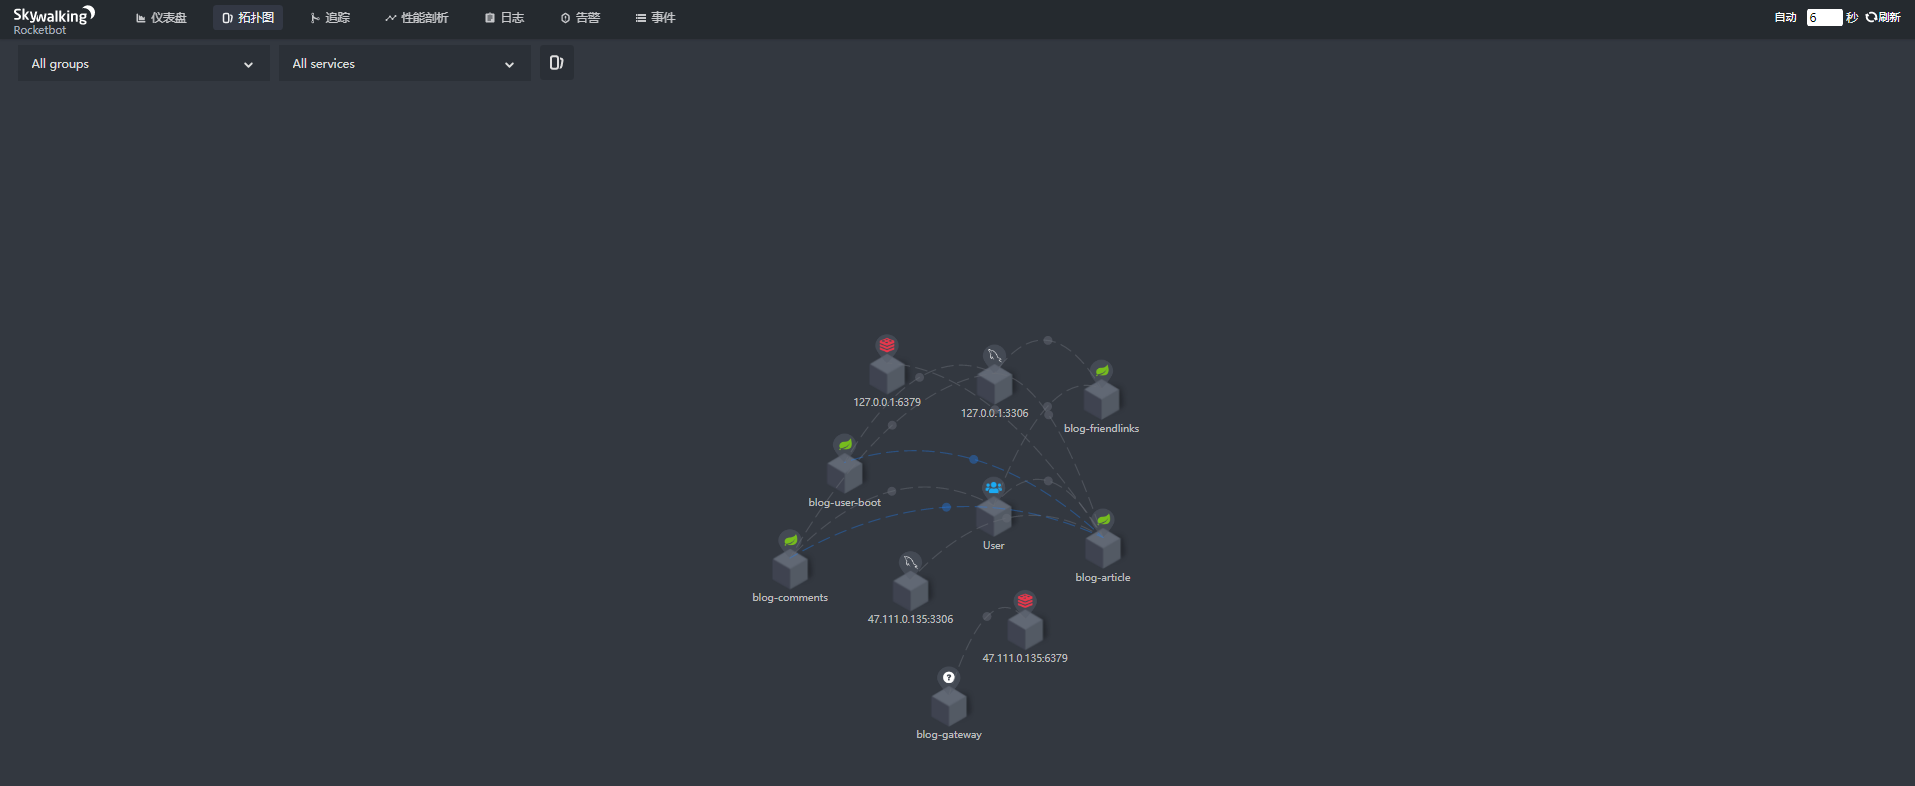 Skywalking
Rocketbot
仪表盘
拓扑图
追踪
性能剖析
日志
告警
事件
自动 6 秒 刷新
All groups
All services
127.0.0.1:6379
127.0.0.1:3306
blog-friendlinks
blog-user-boot
User
blog-article
blog-comments
47.111.0.135:3306
47.111.0.135:6379
blog-gateway